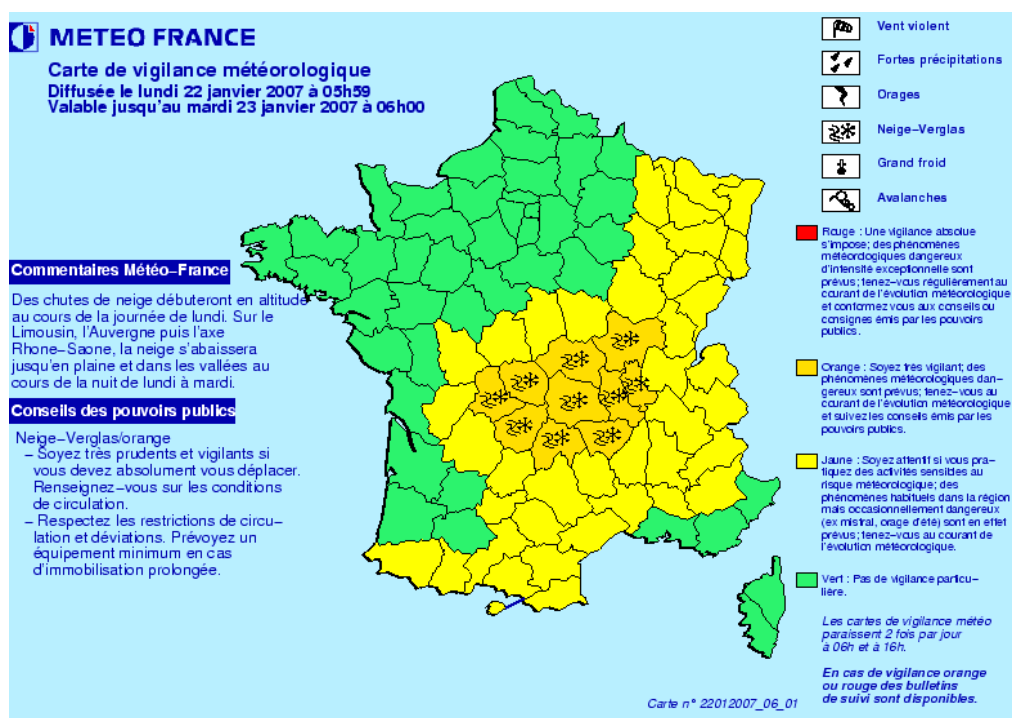 METEO FRANCE
Carte de vigilance météorologique
Diffusée le lundi 22 janvier 2007 à 05h59
Valable jusqu'au mardi 23 janvier 2007 à 06h00
Commentaires Météo–France
Des chutes de neige débuteront en altitude
au cours de la journée de lundi. Sur le
Limousin, l'Auvergne puis l'axe
Rhone–Saone, la neige s'abaissera
jusqu'en plaine et dans les vallées au
cours de la nuit de lundi à mardi.
Conseils des pouvoirs publics
Neige–Verglas/orange
– Soyez très prudents et vigilants si
vous devez absolument vous déplacer.
Renseignez–vous sur les conditions
de circulation.
– Respectez les restrictions de circu–
lation et déviations. Prévoyez un
équipement minimum en cas
d'immobilisation prolongée.
Vent violent
Fortes précipitations
Orages
Neige–Verglas
Grand froid
Avalanches
Rouge : Une vigilance absolue
s'impose; des phénomènes
météorologiques dangereux
d'intensité exceptionnelle sont
prévus; tenez–vous régulièrement au
courant de l'évolution météorologique
et conformez vous aux conseils ou
consignes émis par les pouvoirs
publics.
Orange : Soyez très vigilant; des
phénomènes météorologiques dan–
gereux sont prévus; tenez–vous au
courant de l'évolution météorologique
et suivez les conseils émis par les
pouvoirs publics.
Jaune : Soyez attentif si vous pra–
tiquez des activités sensibles au
risque météorologique; des
phénomènes habituels dans la région
mais occasionnellement dangereux
(ex mistral, orage d'été) sont en effet
prévus; tenez–vous au courant de
l'évolution météorologique.
Vert : Pas de vigilance particu–
lière.
Les cartes de vigilance météo
paraissent 2 fois par jour
à 06h et à 16h.
En cas de vigilance orange
ou rouge des bulletins
de suivi sont disponibles.
Carte n° 22012007_06_01